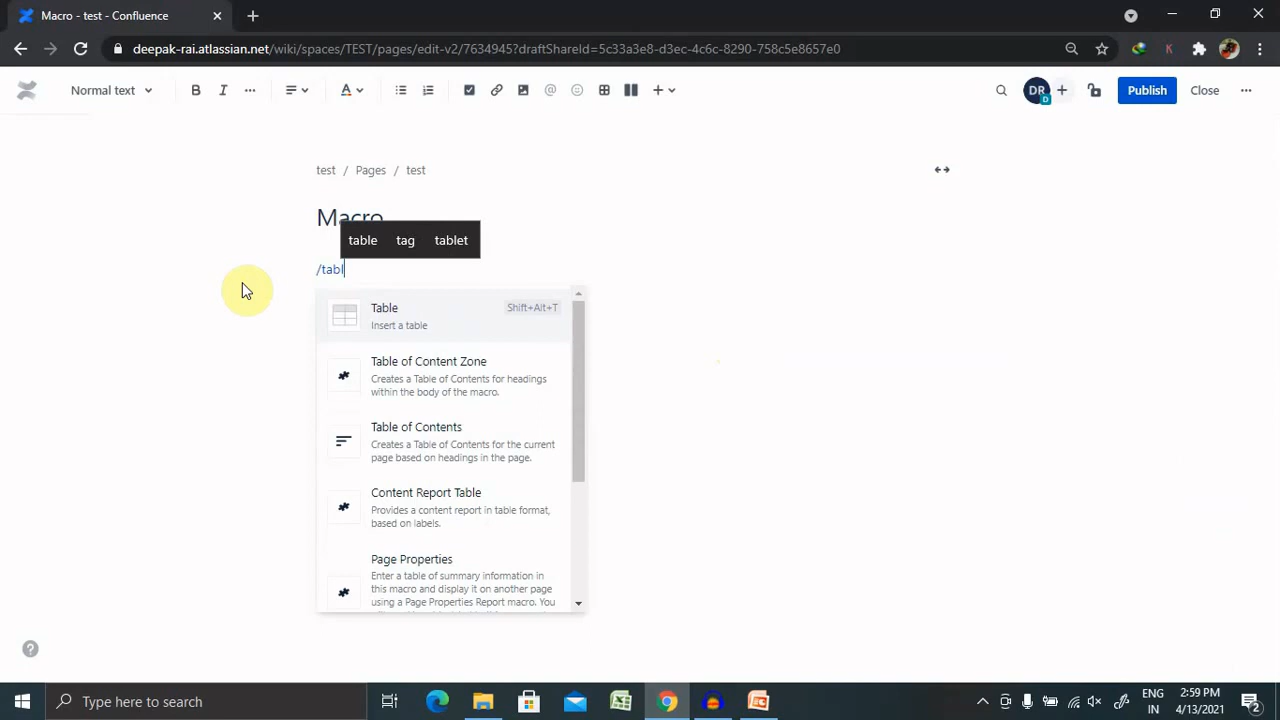 Macro - test - Confluence
deepak-rai.atlassian.net/wiki/spaces/TEST/pages/edit-v2/7634945?draftShareId=5c33a3e8-d3ec-4c6c-8290-758c5e8657e0
Normal text
B I A
DR
D
Publish
Close
test / Pages / test
Macro
table tag tablet
/tabl
Table Shift+Alt+T
Insert a table
Table of Content Zone
Creates a Table of Contents for headings
within the body of the macro.
Table of Contents
Creates a Table of Contents for the current
page based on headings in the page.
Content Report Table
Provides a content report in table format,
based on labels.
Page Properties
Enter a table of summary information in
this macro and display it on another page
using a Page Properties Report macro. You
Type here to search
ENG
IN
2:59 PM
4/13/2021
2